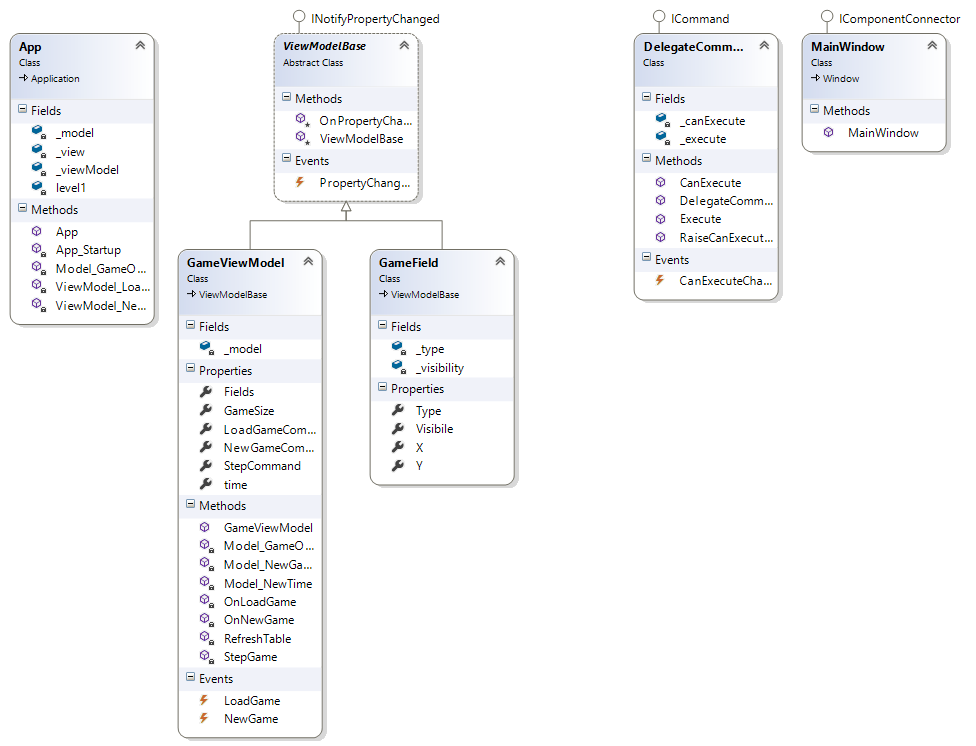 App
Class
Application
Fields
_model
_view
_viewModel
level1
Methods
App
App_Startup
Model_GameO...
ViewModel_Loa...
ViewModel_Ne...
INotifyPropertyChanged
ViewModelBase
Abstract Class
Methods
OnPropertyCha...
ViewModelBase
Events
PropertyChang...
GameViewModel
Class
ViewModelBase
Fields
_model
Properties
Fields
GameSize
LoadGameCom...
NewGameCom...
StepCommand
time
Methods
GameViewModel
Model_GameO...
Model_NewGa...
Model_NewTime
OnLoadGame
OnNewGame
RefreshTable
StepGame
Events
LoadGame
NewGame
GameField
Class
ViewModelBase
Fields
_type
_visibility
Properties
Type
Visibile
X
Y
ICommand
DelegateComm...
Class
Fields
_canExecute
_execute
Methods
CanExecute
DelegateComm...
Execute
RaiseCanExecut...
Events
CanExecuteCha...
IComponentConnector
MainWindow
Class
Window
Methods
MainWindow